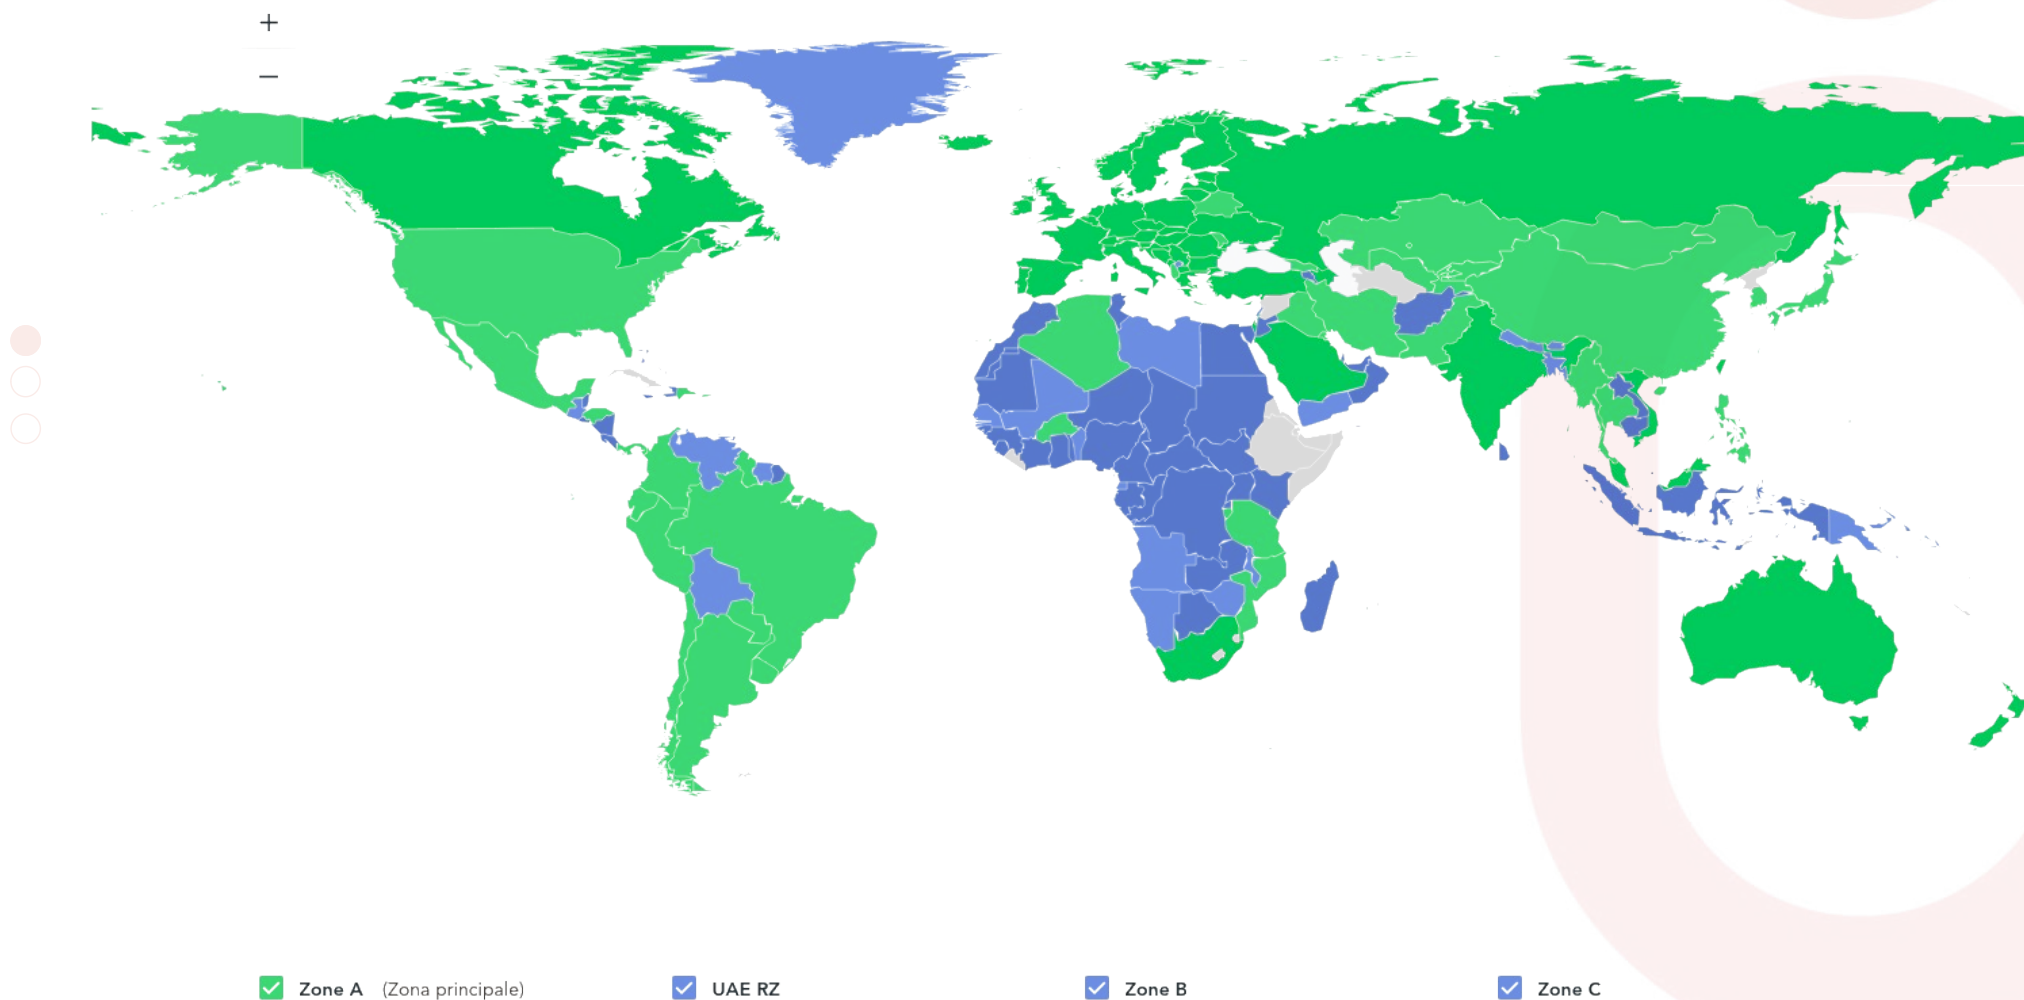 +
−
Zone A (Zona principale)
UAE RZ
Zone B
Zone C